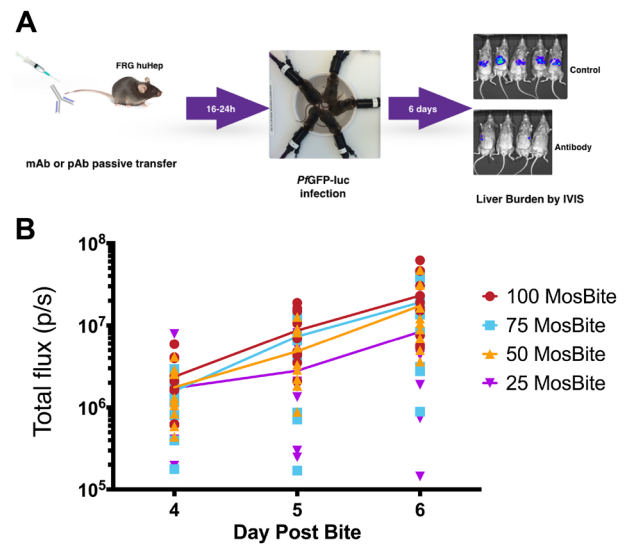 A
FRG huHep
mAb or pAb passive transfer
16-24h
PfGFP-luc
infection
6 days
Control
Antibody
Liver Burden by IVIS
B
Total flux (p/s)
10^8
10^7
10^6
10^5
4 5 6
Day Post Bite
100 MosBite
75 MosBite
50 MosBite
25 MosBite